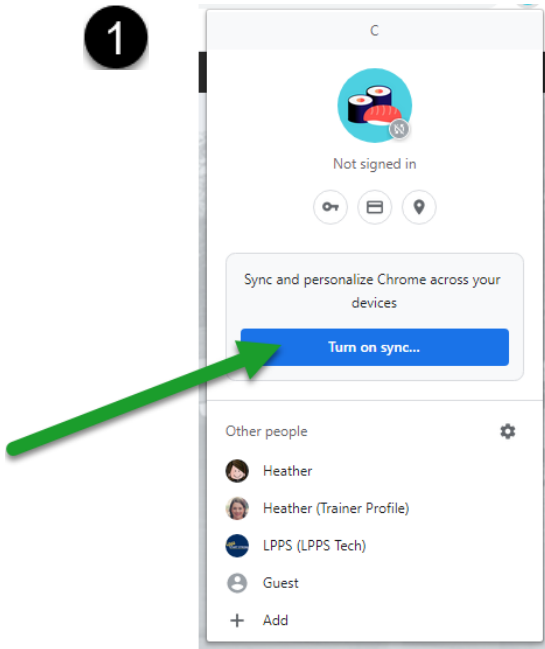 1
C
Not signed in
Sync and personalize Chrome across your
devices
Turn on sync...
Other people
Heather
Heather (Trainer Profile)
LPPS (LPPS Tech)
Guest
Add